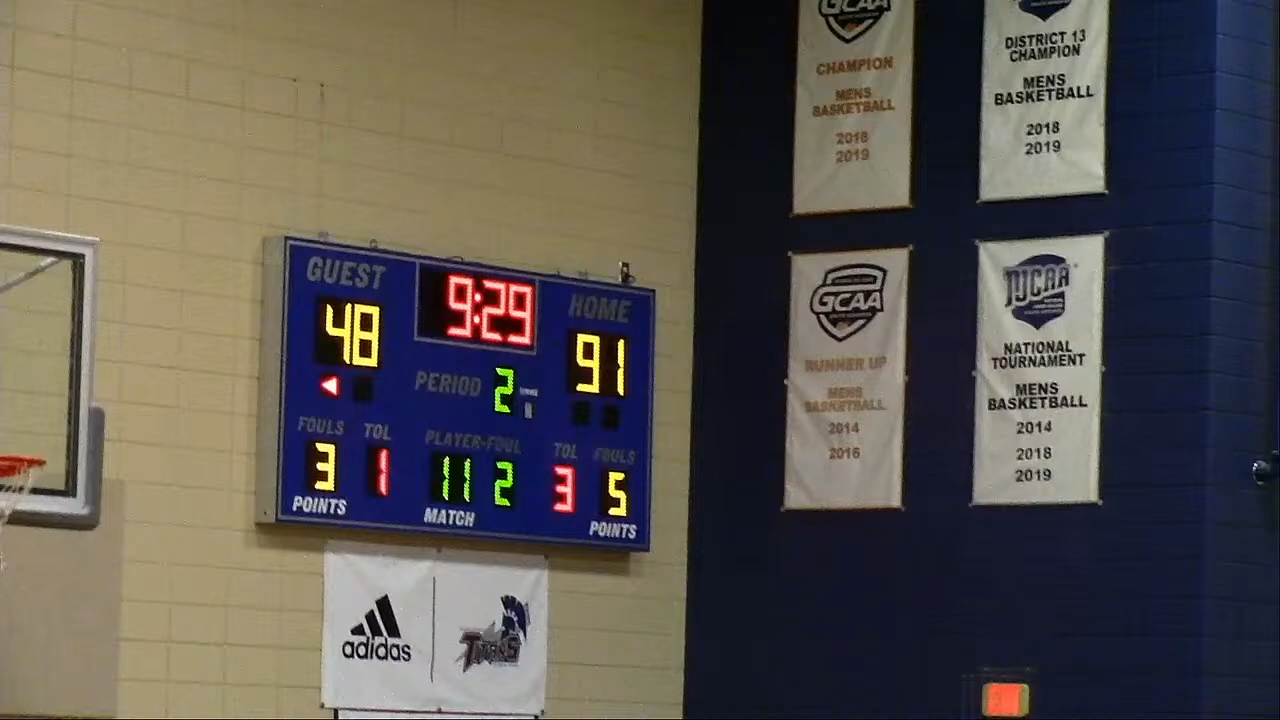 GUEST
9:29
HOME
48
91
PERIOD 2
FOULS TOL
PLAYER-FOUL
TOL FOULS
3 1 11 2 3 5
POINTS
MATCH
POINTS
adidas
TITANS
GCAA
CHAMPION
MENS
BASKETBALL
2018
2019
DISTRICT 13
CHAMPION
MENS
BASKETBALL
2018
2019
GCAA
RUNNER UP
MENS
BASKETBALL
2014
2016
NJCAA
NATIONAL
TOURNAMENT
MENS
BASKETBALL
2014
2018
2019